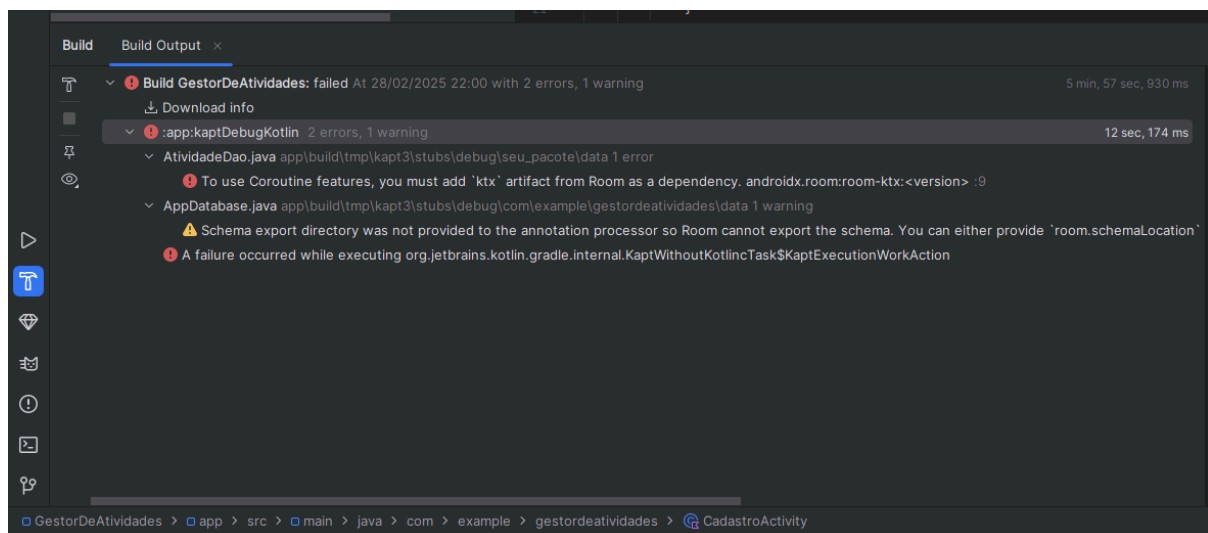 Build Build Output ×
Build GestorDeAtividades: failed At 28/02/2025 22:00 with 2 errors, 1 warning 5 min, 57 sec, 930 ms
Download info
:app:kaptDebugKotlin 2 errors, 1 warning 12 sec, 174 ms
AtividadeDao.java app\build\tmp\kapt3\stubs\debug\seu_pacote\data 1 error
To use Coroutine features, you must add `ktx` artifact from Room as a dependency. androidx.room:room-ktx:<version> :9
AppDatabase.java app\build\tmp\kapt3\stubs\debug\com\example\gestordeatividades\data 1 warning
Schema export directory was not provided to the annotation processor so Room cannot export the schema. You can either provide `room.schemaLocation`
A failure occurred while executing org.jetbrains.kotlin.gradle.internal.KaptWithoutKotlincTask$KaptExecutionWorkAction
GestorDeAtividades > app > src > main > java > com > example > gestordeatividades > CadastroActivity